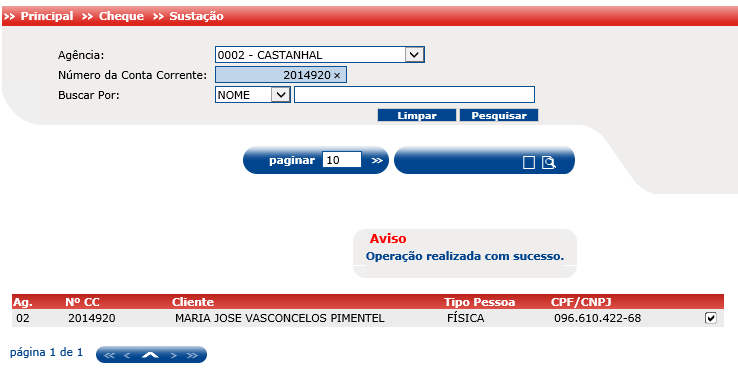 >> Principal >> Cheque >> Sustação
Agência: 0002 - CASTANHAL
Número da Conta Corrente: 2014920 ×
Buscar Por: NOME
Limpar Pesquisar
paginar 10 >>
Aviso
Operação realizada com sucesso.
Ag. Nº CC Cliente Tipo Pessoa CPF/CNPJ
02 2014920 MARIA JOSE VASCONCELOS PIMENTEL FÍSICA 096.610.422-68
página 1 de 1 << < > >>